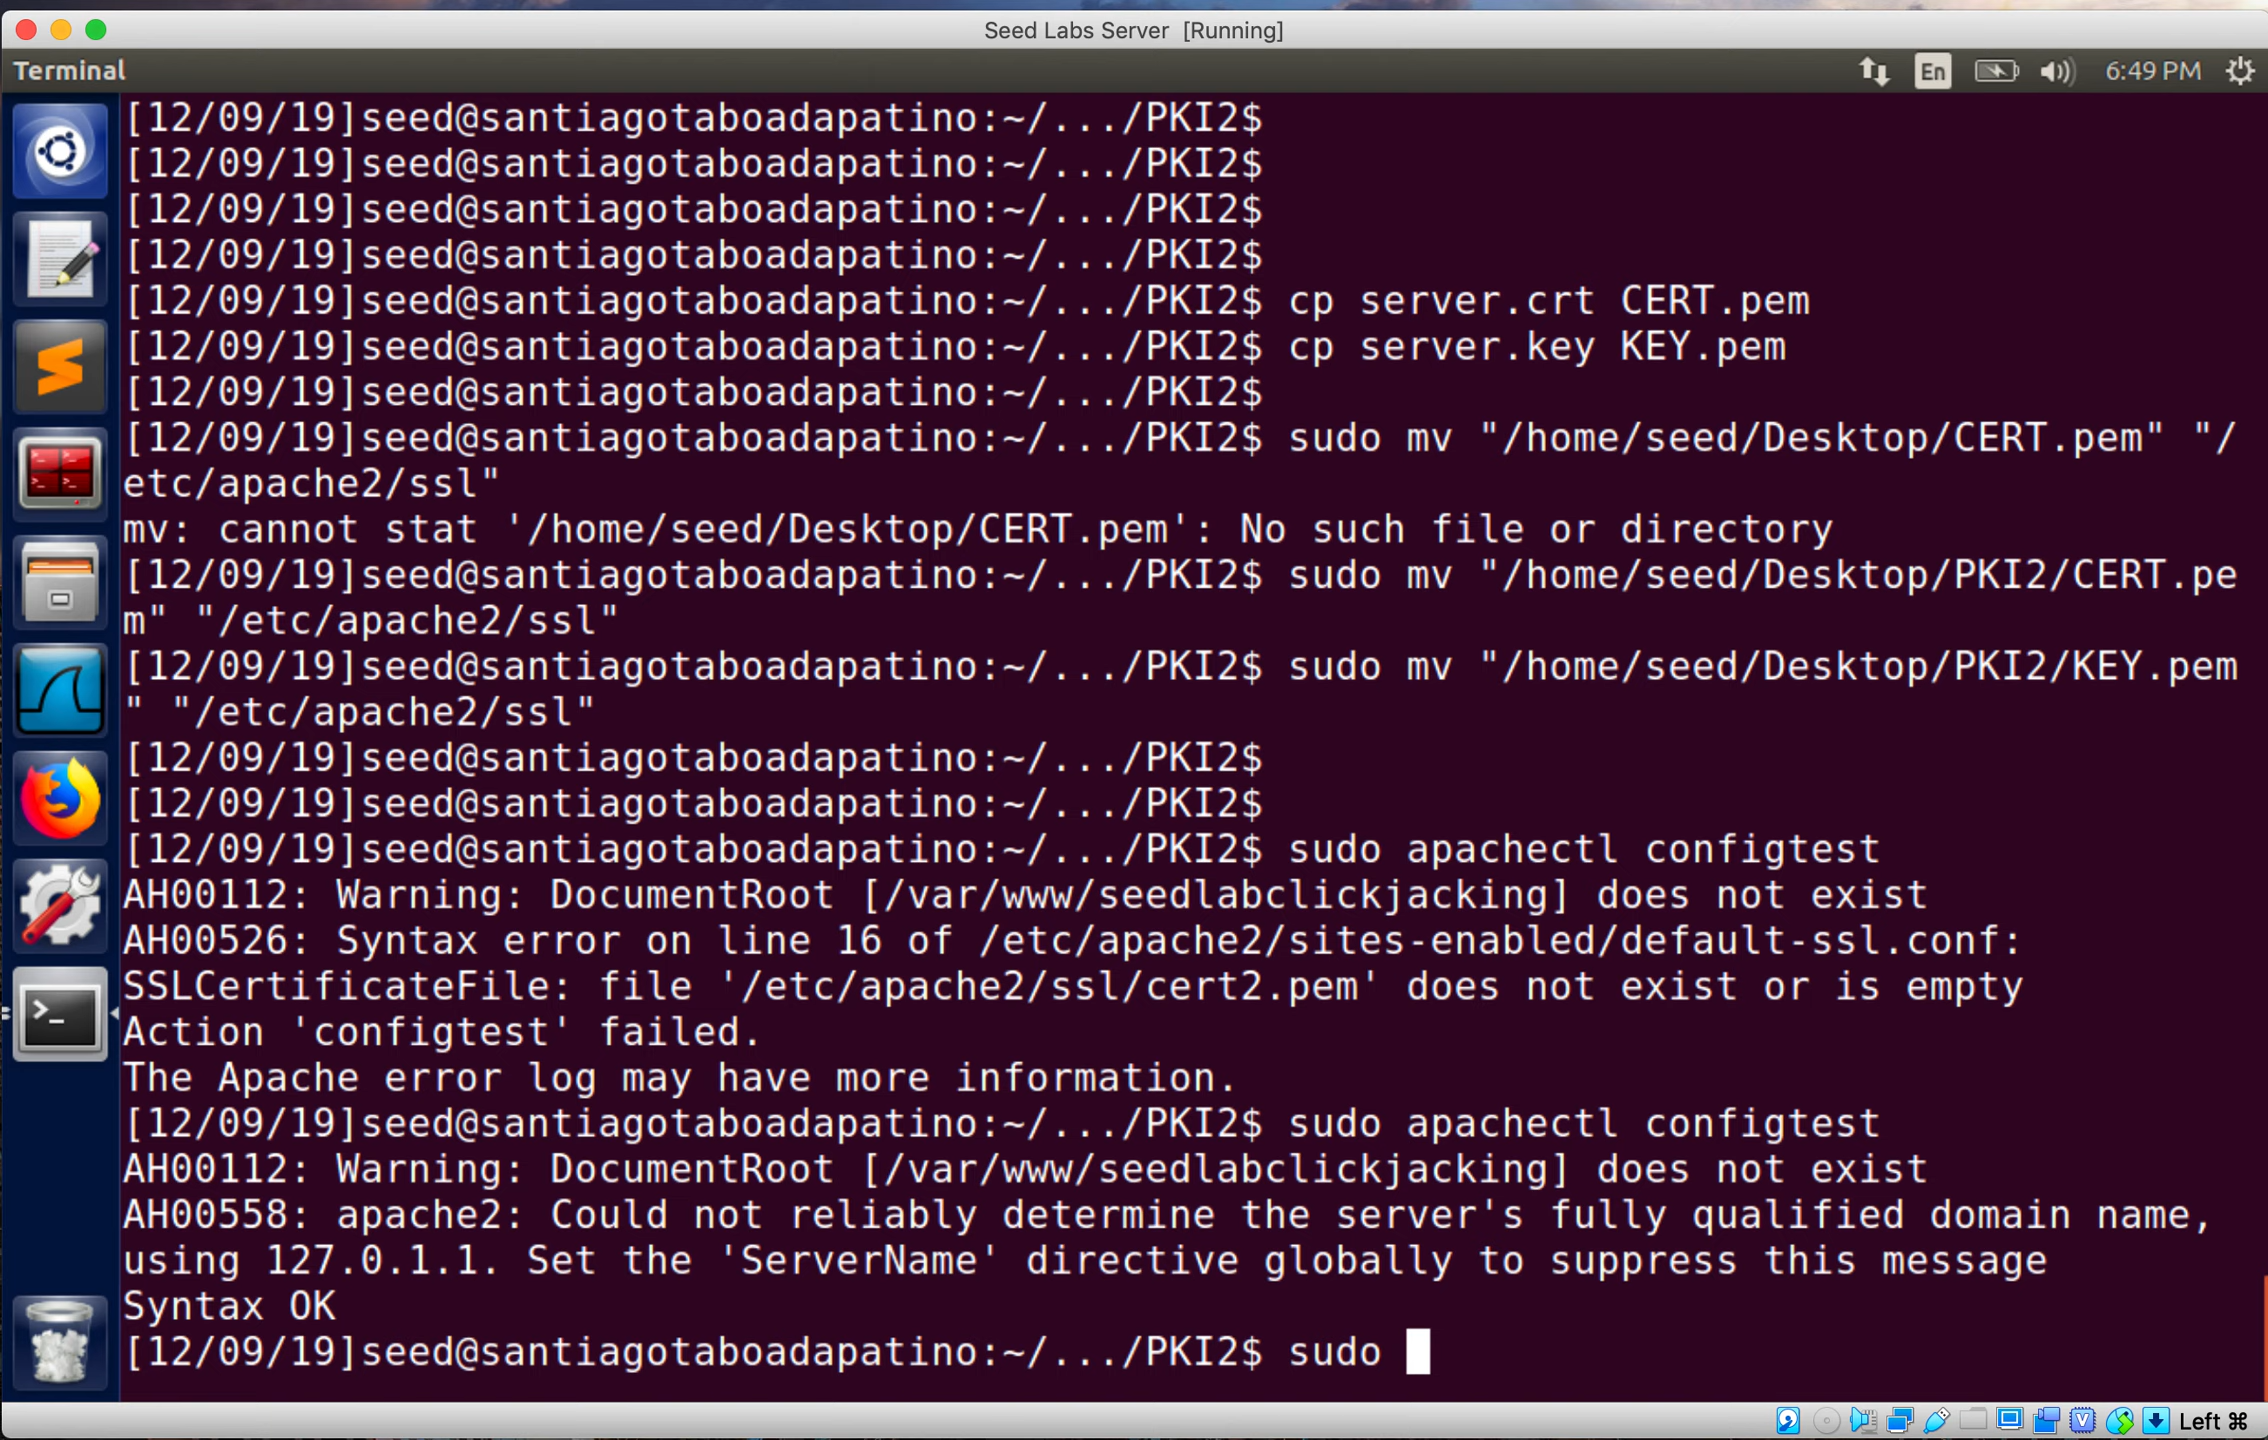 Seed Labs Server [Running]
Terminal
En
6:49 PM
[12/09/19]seed@santiagotaboadapatino:~/.../PKI2$
[12/09/19]seed@santiagotaboadapatino:~/.../PKI2$
[12/09/19]seed@santiagotaboadapatino:~/.../PKI2$
[12/09/19]seed@santiagotaboadapatino:~/.../PKI2$
[12/09/19]seed@santiagotaboadapatino:~/.../PKI2$ cp server.crt CERT.pem
[12/09/19]seed@santiagotaboadapatino:~/.../PKI2$ cp server.key KEY.pem
[12/09/19]seed@santiagotaboadapatino:~/.../PKI2$
[12/09/19]seed@santiagotaboadapatino:~/.../PKI2$ sudo mv "/home/seed/Desktop/CERT.pem" "/
etc/apache2/ssl"
mv: cannot stat '/home/seed/Desktop/CERT.pem': No such file or directory
[12/09/19]seed@santiagotaboadapatino:~/.../PKI2$ sudo mv "/home/seed/Desktop/PKI2/CERT.pe
m" "/etc/apache2/ssl"
[12/09/19]seed@santiagotaboadapatino:~/.../PKI2$ sudo mv "/home/seed/Desktop/PKI2/KEY.pem
" "/etc/apache2/ssl"
[12/09/19]seed@santiagotaboadapatino:~/.../PKI2$
[12/09/19]seed@santiagotaboadapatino:~/.../PKI2$
[12/09/19]seed@santiagotaboadapatino:~/.../PKI2$ sudo apachectl configtest
AH00112: Warning: DocumentRoot [/var/www/seedlabclickjacking] does not exist
AH00526: Syntax error on line 16 of /etc/apache2/sites-enabled/default-ssl.conf:
SSLCertificateFile: file '/etc/apache2/ssl/cert2.pem' does not exist or is empty
Action 'configtest' failed.
The Apache error log may have more information.
[12/09/19]seed@santiagotaboadapatino:~/.../PKI2$ sudo apachectl configtest
AH00112: Warning: DocumentRoot [/var/www/seedlabclickjacking] does not exist
AH00558: apache2: Could not reliably determine the server's fully qualified domain name,
using 127.0.1.1. Set the 'ServerName' directive globally to suppress this message
Syntax OK
[12/09/19]seed@santiagotaboadapatino:~/.../PKI2$ sudo
Left ⌘